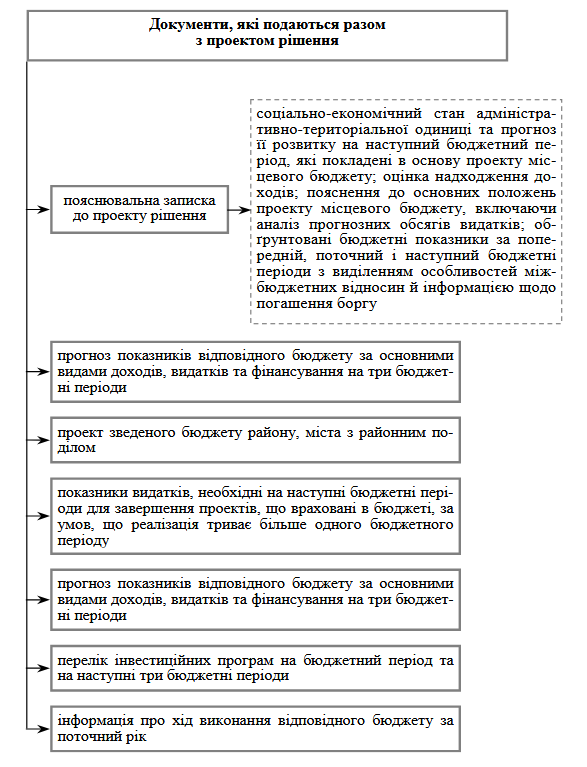 Документи, які подаються разом
з проектом рішення
соціально-економічний стан адміністра-
тивно-територіальної одиниці та прогноз
її розвитку на наступний бюджетний пе-
ріод, які покладені в основу проекту міс-
цевого бюджету; оцінка надходження до-
ходів; пояснення до основних положень
проекту місцевого бюджету, включаючи
аналіз прогнозних обсягів видатків; об-
ґрунтовані бюджетні показники за попе-
редній, поточний і наступний бюджетні
періоди з виділенням особливостей між-
бюджетних відносин й інформацією щодо
погашення боргу
пояснювальна записка
до проекту рішення
прогноз показників відповідного бюджету за основними
видами доходів, видатків та фінансування на три бюджет-
ні періоди
проект зведеного бюджету району, міста з районним по-
ділом
показники видатків, необхідні на наступні бюджетні пері-
оди для завершення проектів, що враховані в бюджеті, за
умов, що реалізація триває більше одного бюджетного
періоду
прогноз показників відповідного бюджету за основними
видами доходів, видатків та фінансування на три бюджет-
ні періоди
перелік інвестиційних програм на бюджетний період та
на наступні три бюджетні періоди
інформація про хід виконання відповідного бюджету за
поточний рік